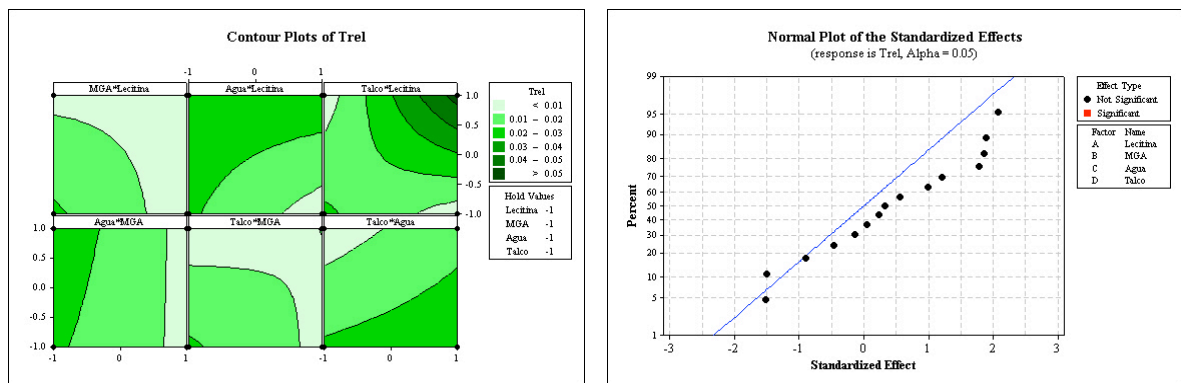 Contour Plots of Trel
-1 0 1
MGA*Lecitina Agua*Lecitina Talco*Lecitina
1.0
0.5
0.0
-0.5
-1.0
Agua*MGA Talco*MGA Talco*Agua
1.0
0.5
0.0
-0.5
-1.0
-1 0 1 -1 0 1
Trel
< 0.01
0.01 – 0.02
0.02 – 0.03
0.03 – 0.04
0.04 – 0.05
> 0.05
Hold Values
Lecitina -1
MGA -1
Agua -1
Talco -1
Normal Plot of the Standardized Effects
(response is Trel, Alpha = 0.05)
Percent
99
95
90
80
70
60
50
40
30
20
10
5
1
-3 -2 -1 0 1 2 3
Standardized Effect
Effect Type
Not Significant
Significant
Factor Name
A Lecitina
B MGA
C Agua
D Talco